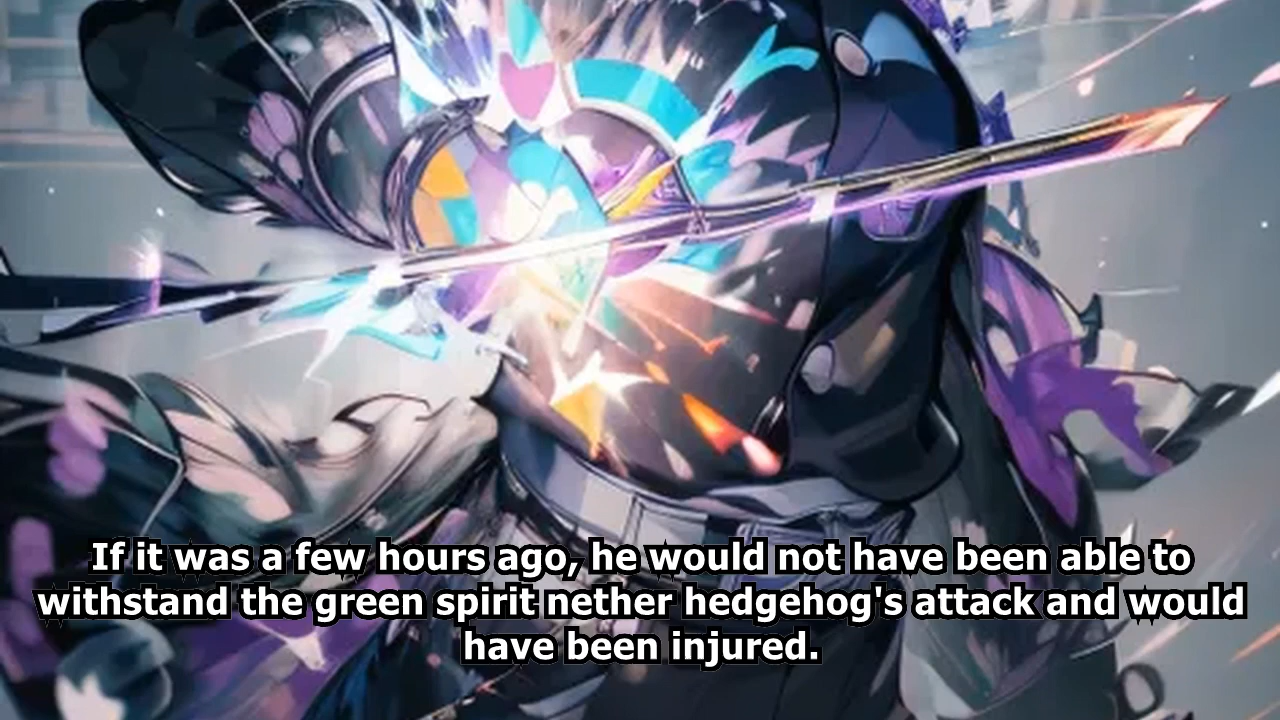 If it was a few hours ago, he would not have been able to
withstand the green spirit nether hedgehog's attack and would
have been injured.